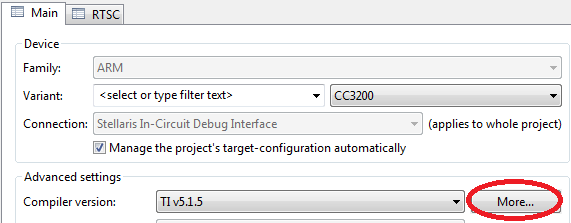 Main RTSC
Device
Family: ARM
Variant: <select or type filter text> CC3200
Connection: Stellaris In-Circuit Debug Interface (applies to whole project)
Manage the project's target-configuration automatically
Advanced settings
Compiler version: TI v5.1.5 More...